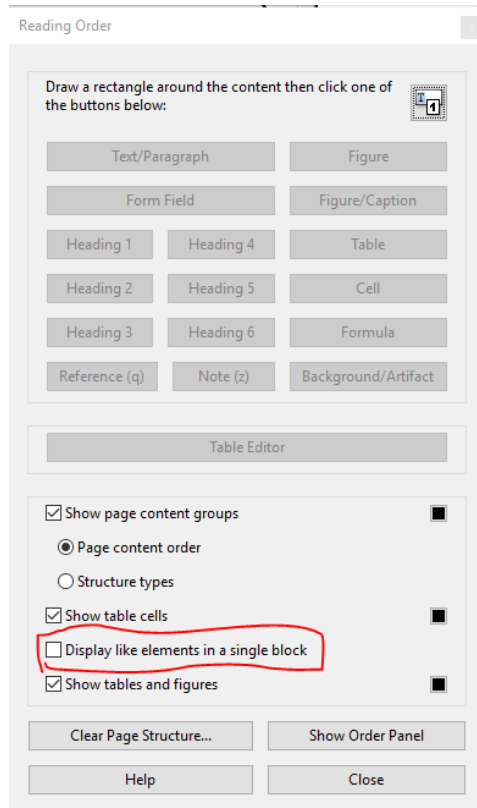 Reading Order
Draw a rectangle around the content then click one of
the buttons below:
T
1
Text/Paragraph
Figure
Form Field
Figure/Caption
Heading 1
Heading 4
Table
Heading 2
Heading 5
Cell
Heading 3
Heading 6
Formula
Reference (q)
Note (z)
Background/Artifact
Table Editor
Show page content groups
Page content order
Structure types
Show table cells
Display like elements in a single block
Show tables and figures
Clear Page Structure...
Show Order Panel
Help
Close